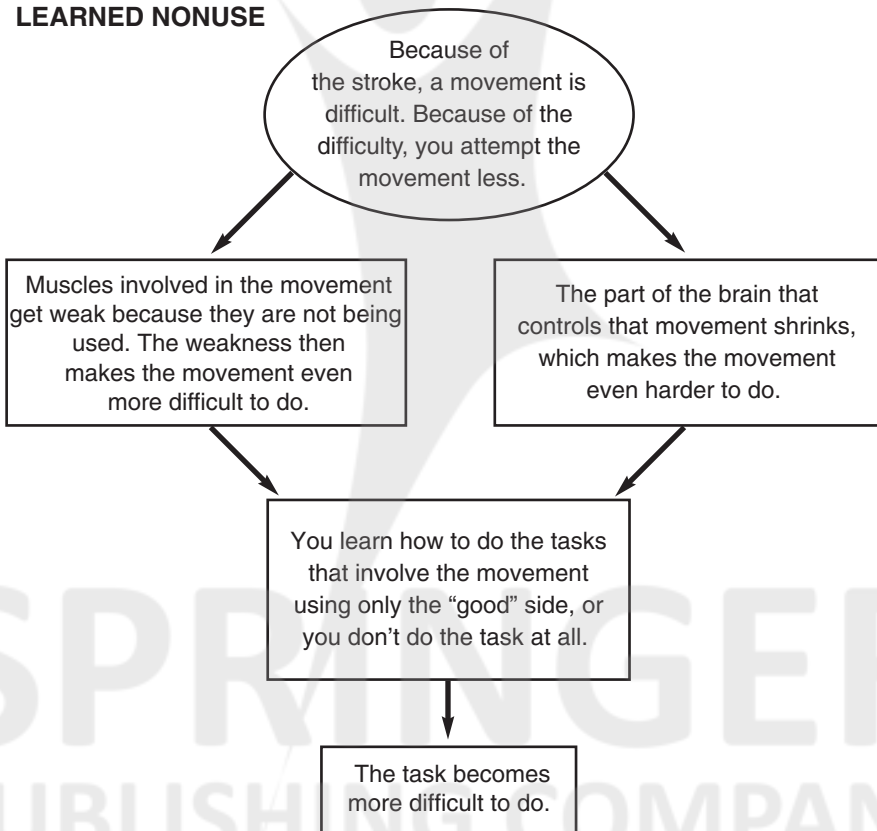 LEARNED NONUSE
Because of
the stroke, a movement is
difficult. Because of the
difficulty, you attempt the
movement less.
Muscles involved in the movement
get weak because they are not being
used. The weakness then
makes the movement even
more difficult to do.
The part of the brain that
controls that movement shrinks,
which makes the movement
even harder to do.
You learn how to do the tasks
that involve the movement
using only the “good” side, or
you don’t do the task at all.
The task becomes
more difficult to do.
SPRINGER
PUBLISHING COMPAN